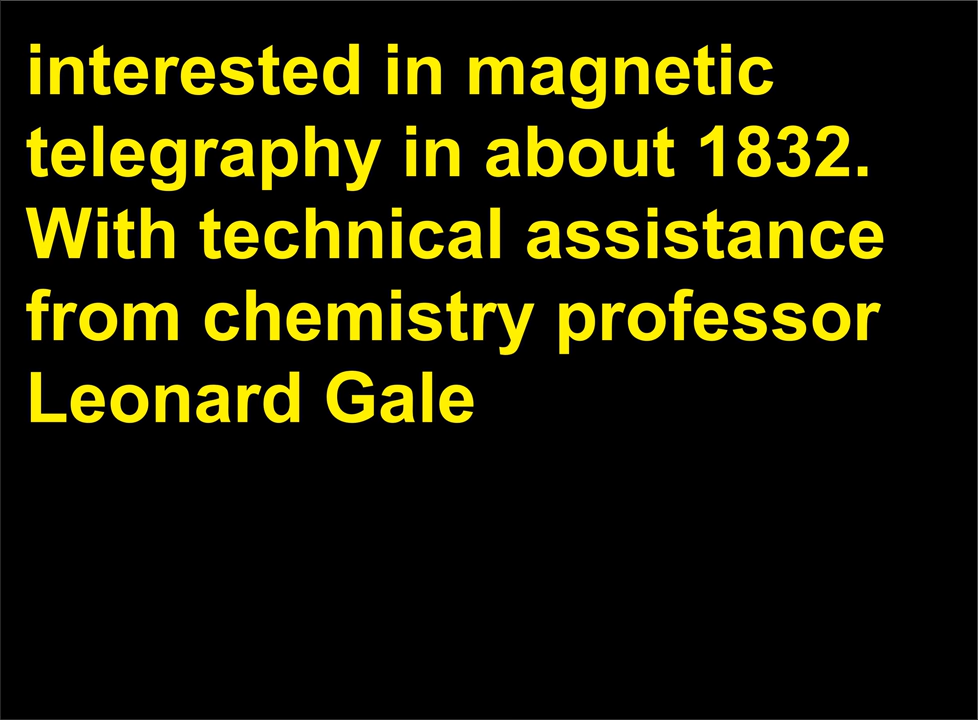 interested in magnetic
telegraphy in about 1832.
With technical assistance
from chemistry professor
Leonard Gale